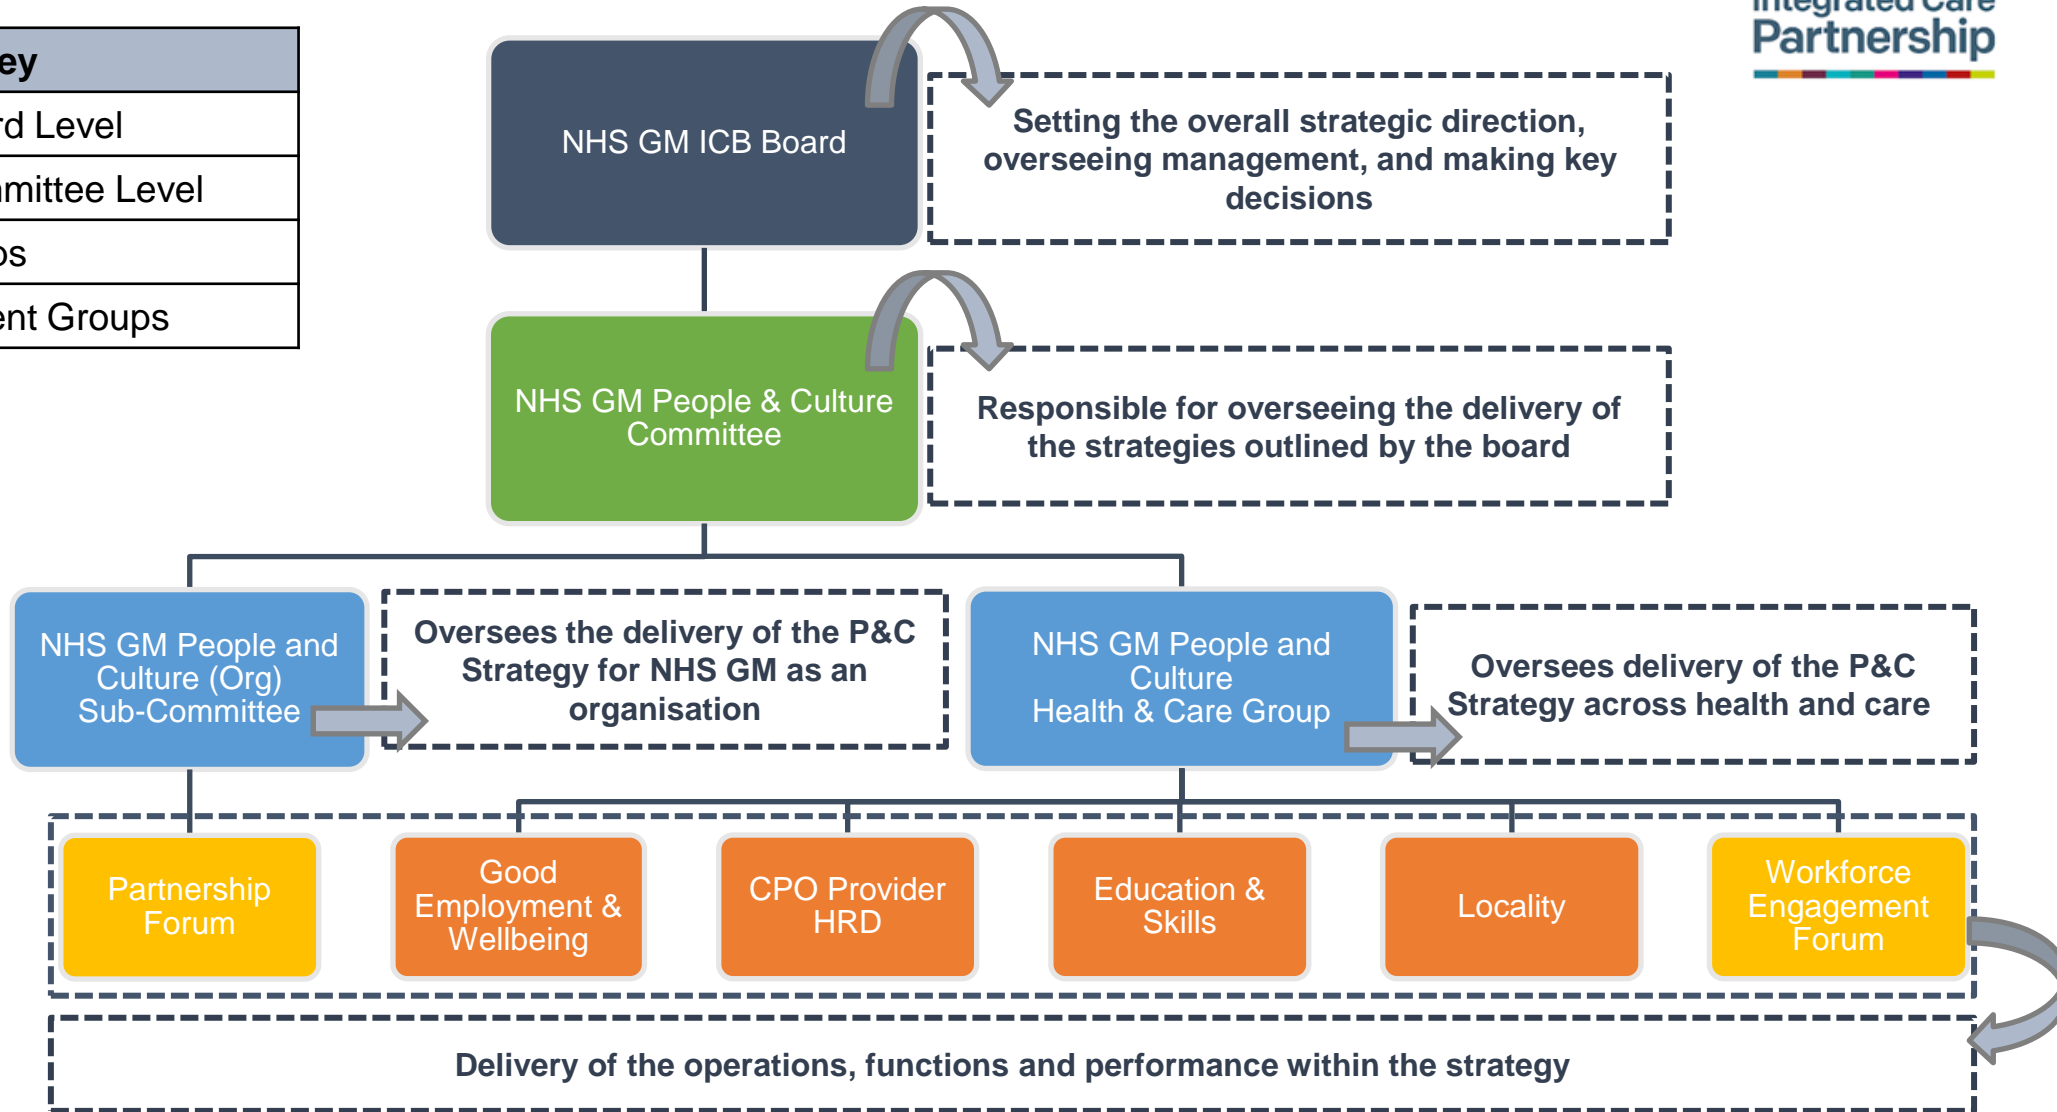 ey
rd Level
mmittee Level
ent Groups
Integrated Care
Partnership
NHS GM ICB Board
Setting the overall strategic direction,
overseeing management, and making key
decisions
NHS GM People & Culture
Committee
Responsible for overseeing the delivery of
the strategies outlined by the board
NHS GM People and
Culture (Org)
Sub-Committee
Oversees the delivery of the P&C
Strategy for NHS GM as an
organisation
NHS GM People and
Culture
Health & Care Group
Oversees delivery of the P&C
Strategy across health and care
Partnership
Forum
Good
Employment &
Wellbeing
CPO Provider
HRD
Education &
Skills
Locality
Workforce
Engagement
Forum
Delivery of the operations, functions and performance within the strategy